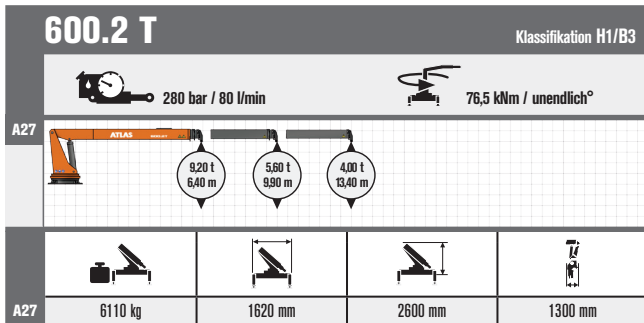 600.2 T
Klassifikation H1/B3
280 bar / 80 l/min
76,5 kNm / unendlich°
A27
ATLAS
9,20 t
6,40 m
5,60 t
9,90 m
4,00 t
13,40 m
A27
6110 kg
1620 mm
2600 mm
1300 mm